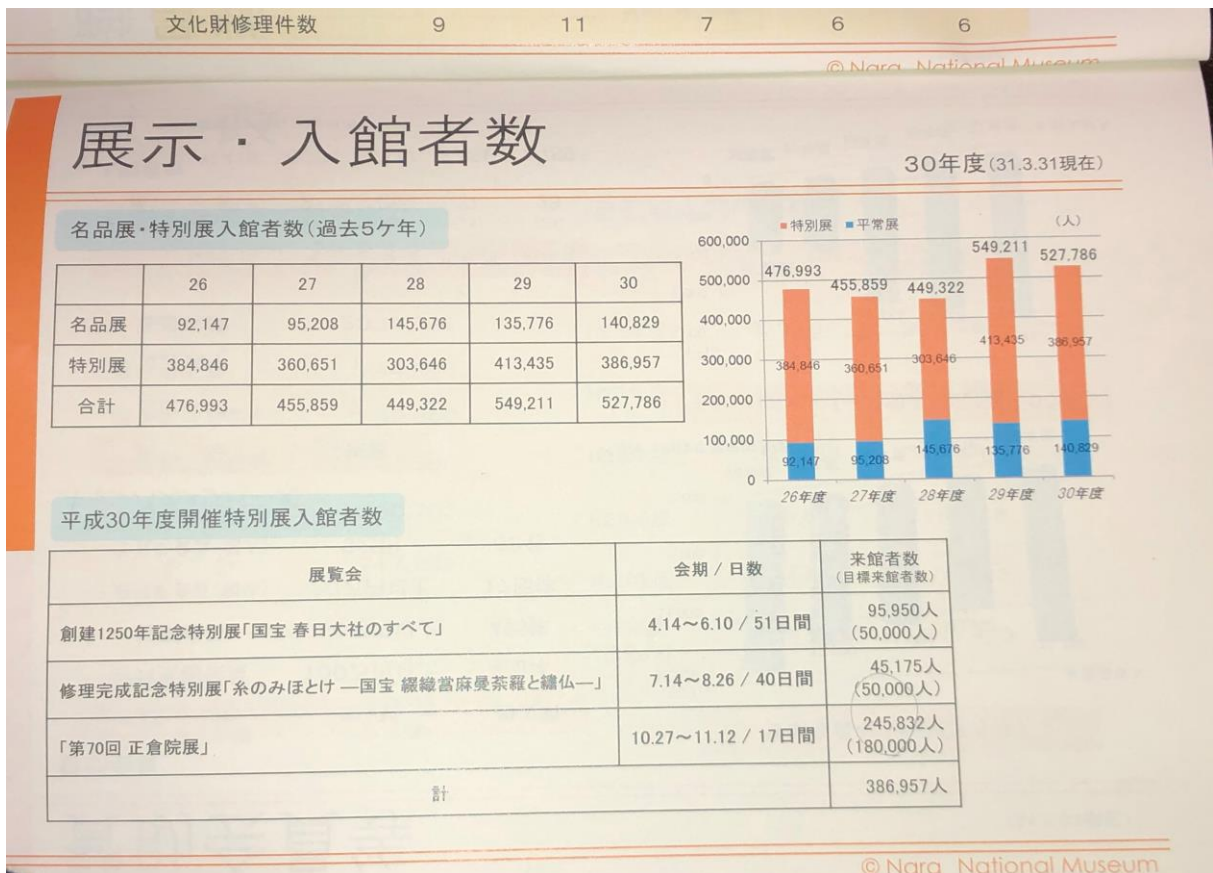 文化財修理件数 9 11 7 6 6
© Nara National Museum
展示・入館者数
30年度(31.3.31現在)
名品展・特別展入館者数(過去5ケ年)
26 27 28 29 30
名品展 92,147 95,208 145,676 135,776 140,829
特別展 384,846 360,651 303,646 413,435 386,957
合計 476,993 455,859 449,322 549,211 527,786
■特別展 ■平常展 (人)
600,000
500,000
400,000
300,000
200,000
100,000
0
476,993 455,859 449,322 549,211 527,786
384,846 360,651 303,646 413,435 386,957
92,147 95,208 145,676 135,776 140,829
26年度 27年度 28年度 29年度 30年度
平成30年度開催特別展入館者数
展覧会 会期 / 日数 来館者数
(目標来館者数)
創建1250年記念特別展「国宝 春日大社のすべて」 4.14~6.10 / 51日間 95,950人
(50,000人)
修理完成記念特別展「糸のみほとけ ―国宝 綴織當麻曼荼羅と繡仏―」 7.14~8.26 / 40日間 45,175人
(50,000人)
「第70回 正倉院展」 10.27~11.12 / 17日間 245,832人
(180,000人)
計 386,957人
© Nara National Museum